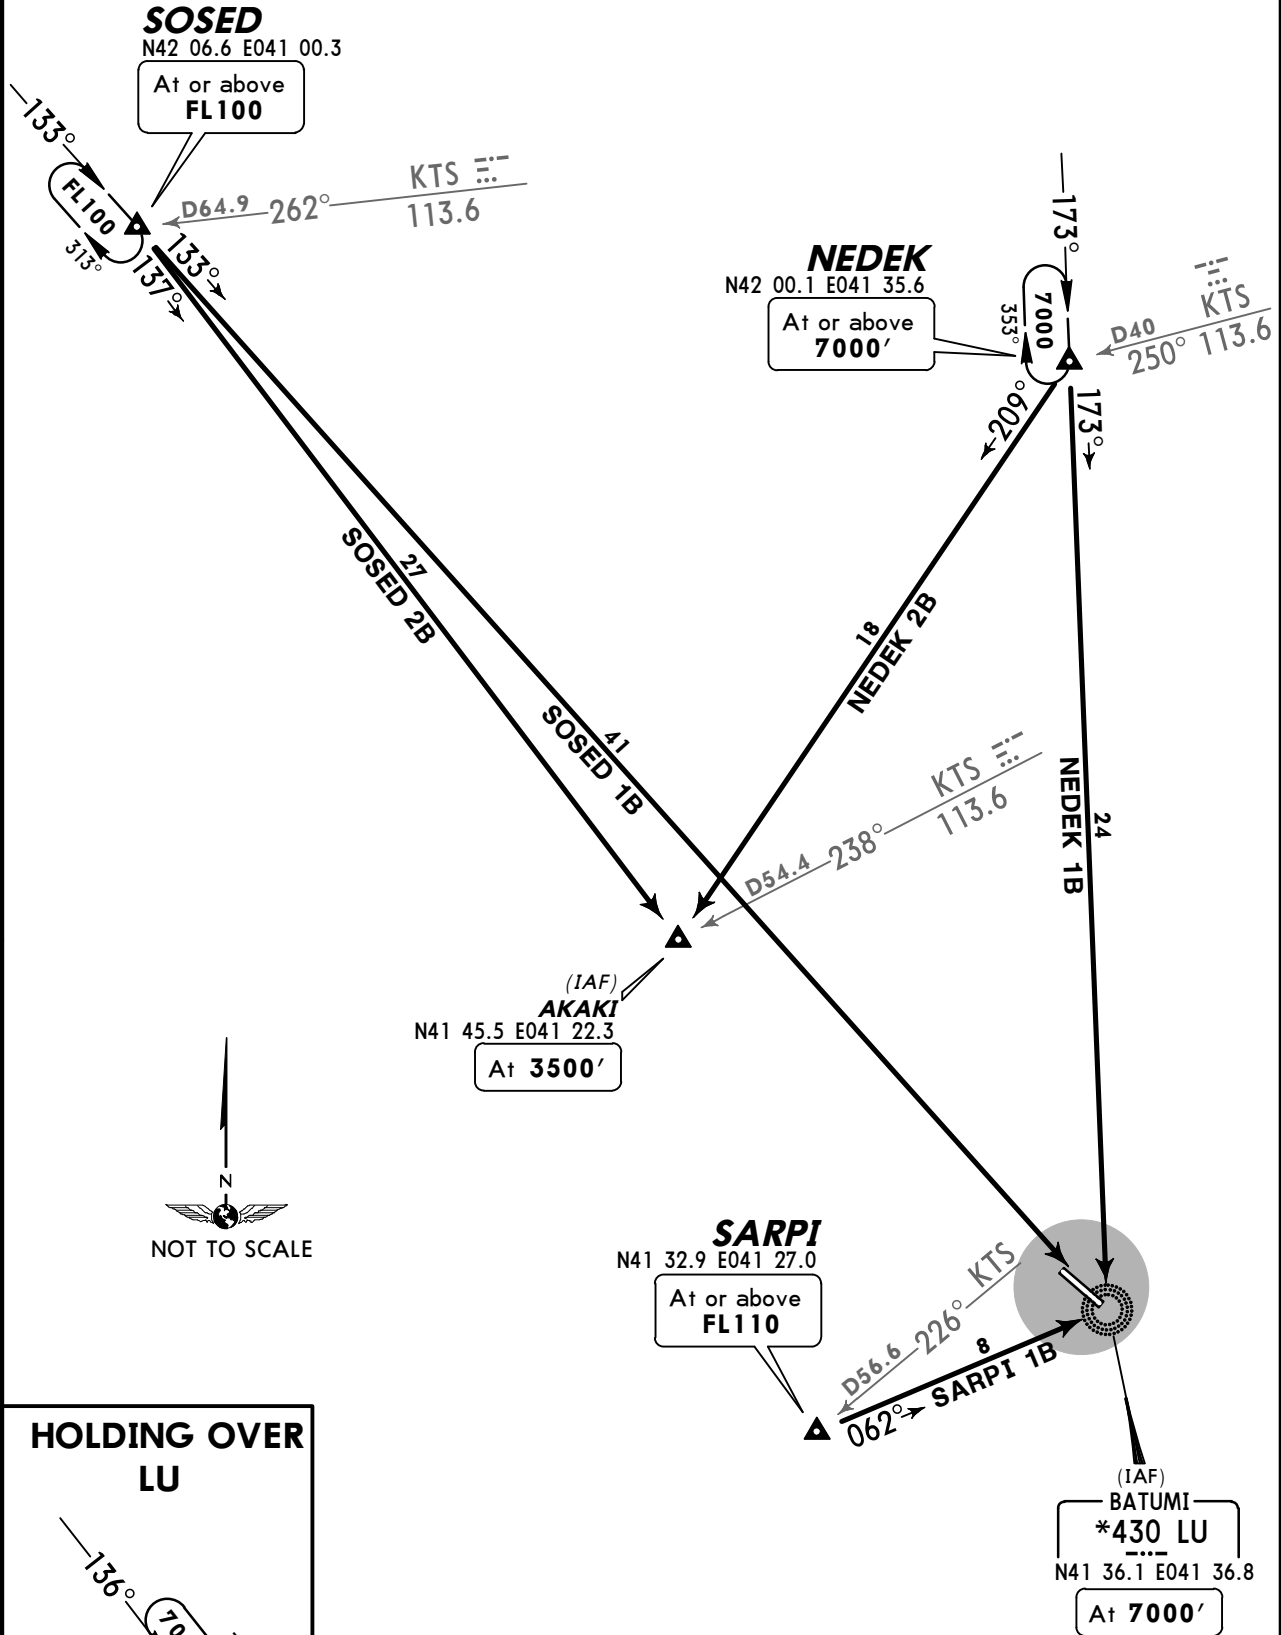 SOSED
N42 06.6 E041 00.3
At or above
FL100
133°
FL100
313°
133°
137°
D64.9 262° KTS
113.6
173°
NEDEK
N42 00.1 E041 35.6
At or above
7000′
353°
7000
D40 KTS
250° 113.6
209°
173°
27
SOSED 2B
41
SOSED 1B
18
NEDEK 2B
24
NEDEK 1B
D54.4 238° KTS
113.6
(IAF)
AKAKI
N41 45.5 E041 22.3
At 3500′
N
NOT TO SCALE
SARPI
N41 32.9 E041 27.0
At or above
FL110
D56.6 226° KTS
8
062° SARPI 1B
(IAF)
BATUMI
*430 LU
N41 36.1 E041 36.8
At 7000′
HOLDING OVER
LU
136°